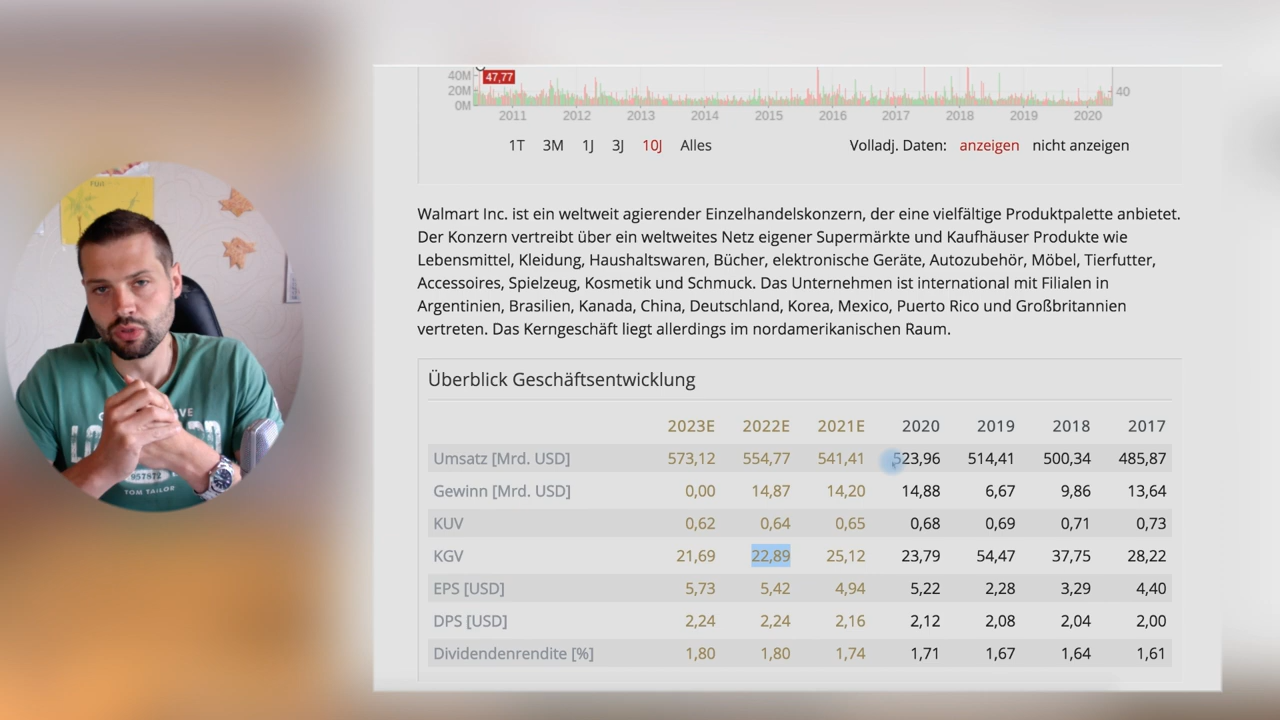 40M
47,77
20M
40
0M
2011 2012 2013 2014 2015 2016 2017 2018 2019 2020
1T 3M 1J 3J 10J Alles Volladj. Daten: anzeigen nicht anzeigen
Walmart Inc. ist ein weltweit agierender Einzelhandelskonzern, der eine vielfältige Produktpalette anbietet.
Der Konzern vertreibt über ein weltweites Netz eigener Supermärkte und Kaufhäuser Produkte wie
Lebensmittel, Kleidung, Haushaltswaren, Bücher, elektronische Geräte, Autozubehör, Möbel, Tierfutter,
Accessoires, Spielzeug, Kosmetik und Schmuck. Das Unternehmen ist international mit Filialen in
Argentinien, Brasilien, Kanada, China, Deutschland, Korea, Mexico, Puerto Rico und Großbritannien
vertreten. Das Kerngeschäft liegt allerdings im nordamerikanischen Raum.
Überblick Geschäftsentwicklung
2023E 2022E 2021E 2020 2019 2018 2017
Umsatz [Mrd. USD] 573,12 554,77 541,41 523,96 514,41 500,34 485,87
Gewinn [Mrd. USD] 0,00 14,87 14,20 14,88 6,67 9,86 13,64
KUV 0,62 0,64 0,65 0,68 0,69 0,71 0,73
KGV 21,69 22,89 25,12 23,79 54,47 37,75 28,22
EPS [USD] 5,73 5,42 4,94 5,22 2,28 3,29 4,40
DPS [USD] 2,24 2,24 2,16 2,12 2,08 2,04 2,00
Dividendenrendite [%] 1,80 1,80 1,74 1,71 1,67 1,64 1,61
957872
TOM TAILOR